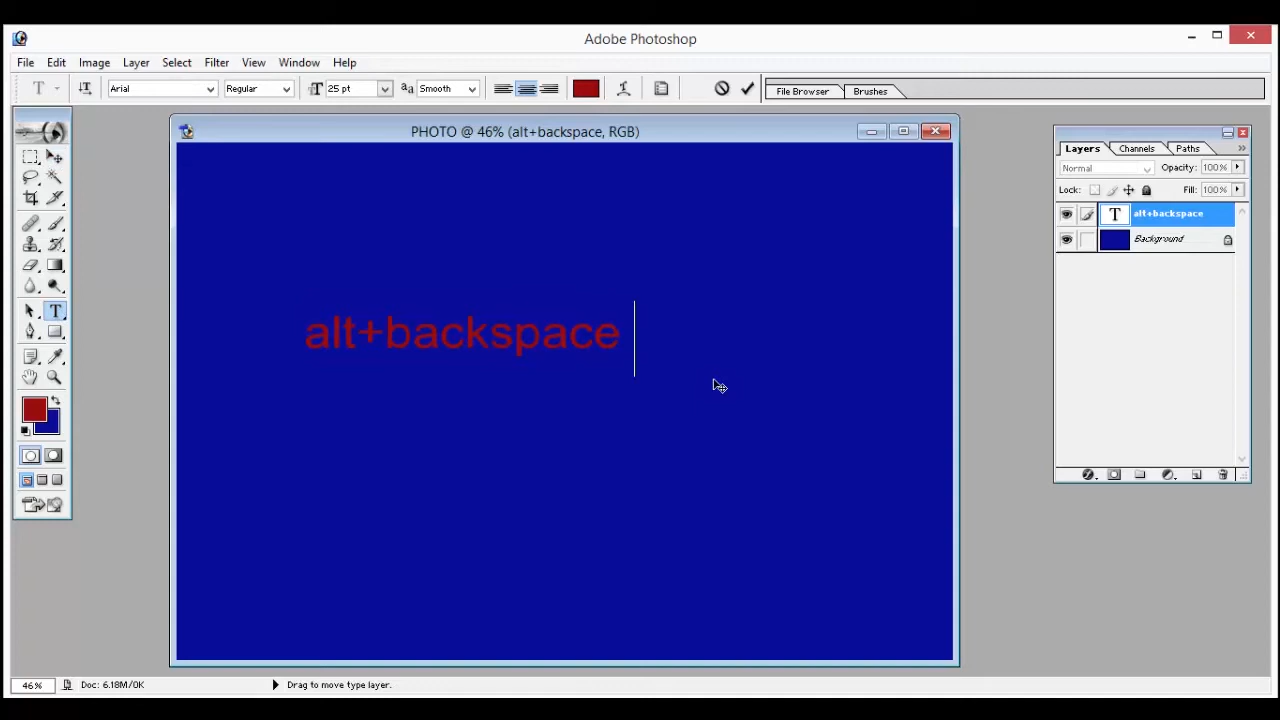 Adobe Photoshop
File Edit Image Layer Select Filter View Window Help
T T Arial Regular T 25 pt aa Smooth File Browser Brushes
PHOTO @ 46% (alt+backspace, RGB)
Layers Channels Paths
Normal Opacity: 100%
Lock: Fill: 100%
T alt+backspace
Background
alt+backspace
T
46% Doc: 6.18M/0K Drag to move type layer.